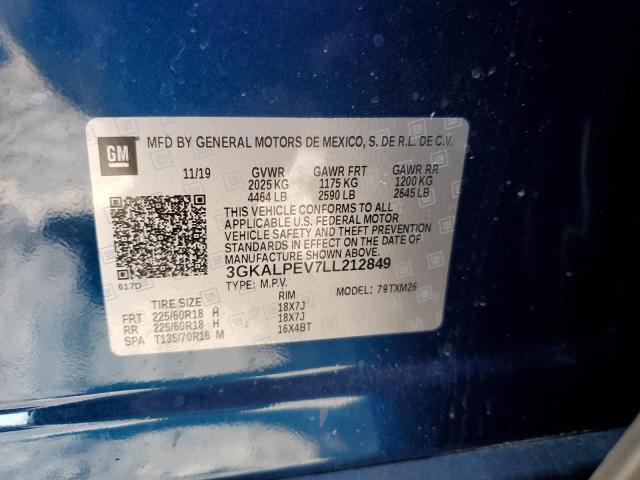 GM
MFD BY GENERAL MOTORS DE MEXICO, S. DE R.L. DE C.V.
11/19 GVWR GAWR FRT GAWR RR
2025 KG 1175 KG 1200 KG
4464 LB 2590 LB 2645 LB
THIS VEHICLE CONFORMS TO ALL
APPLICABLE U.S. FEDERAL MOTOR
VEHICLE SAFETY AND THEFT PREVENTION
STANDARDS IN EFFECT ON THE DATE OF
MANUFACTURE SHOWN ABOVE.
3GKALPEV7LL212849
617D
TYPE: M.P.V. MODEL: 79TXM26
TIRE SIZE RIM
FRT 225/60R18 H 18X7J
RR 225/60R18 H 18X7J
SPA T135/70R16 M 16X4BT